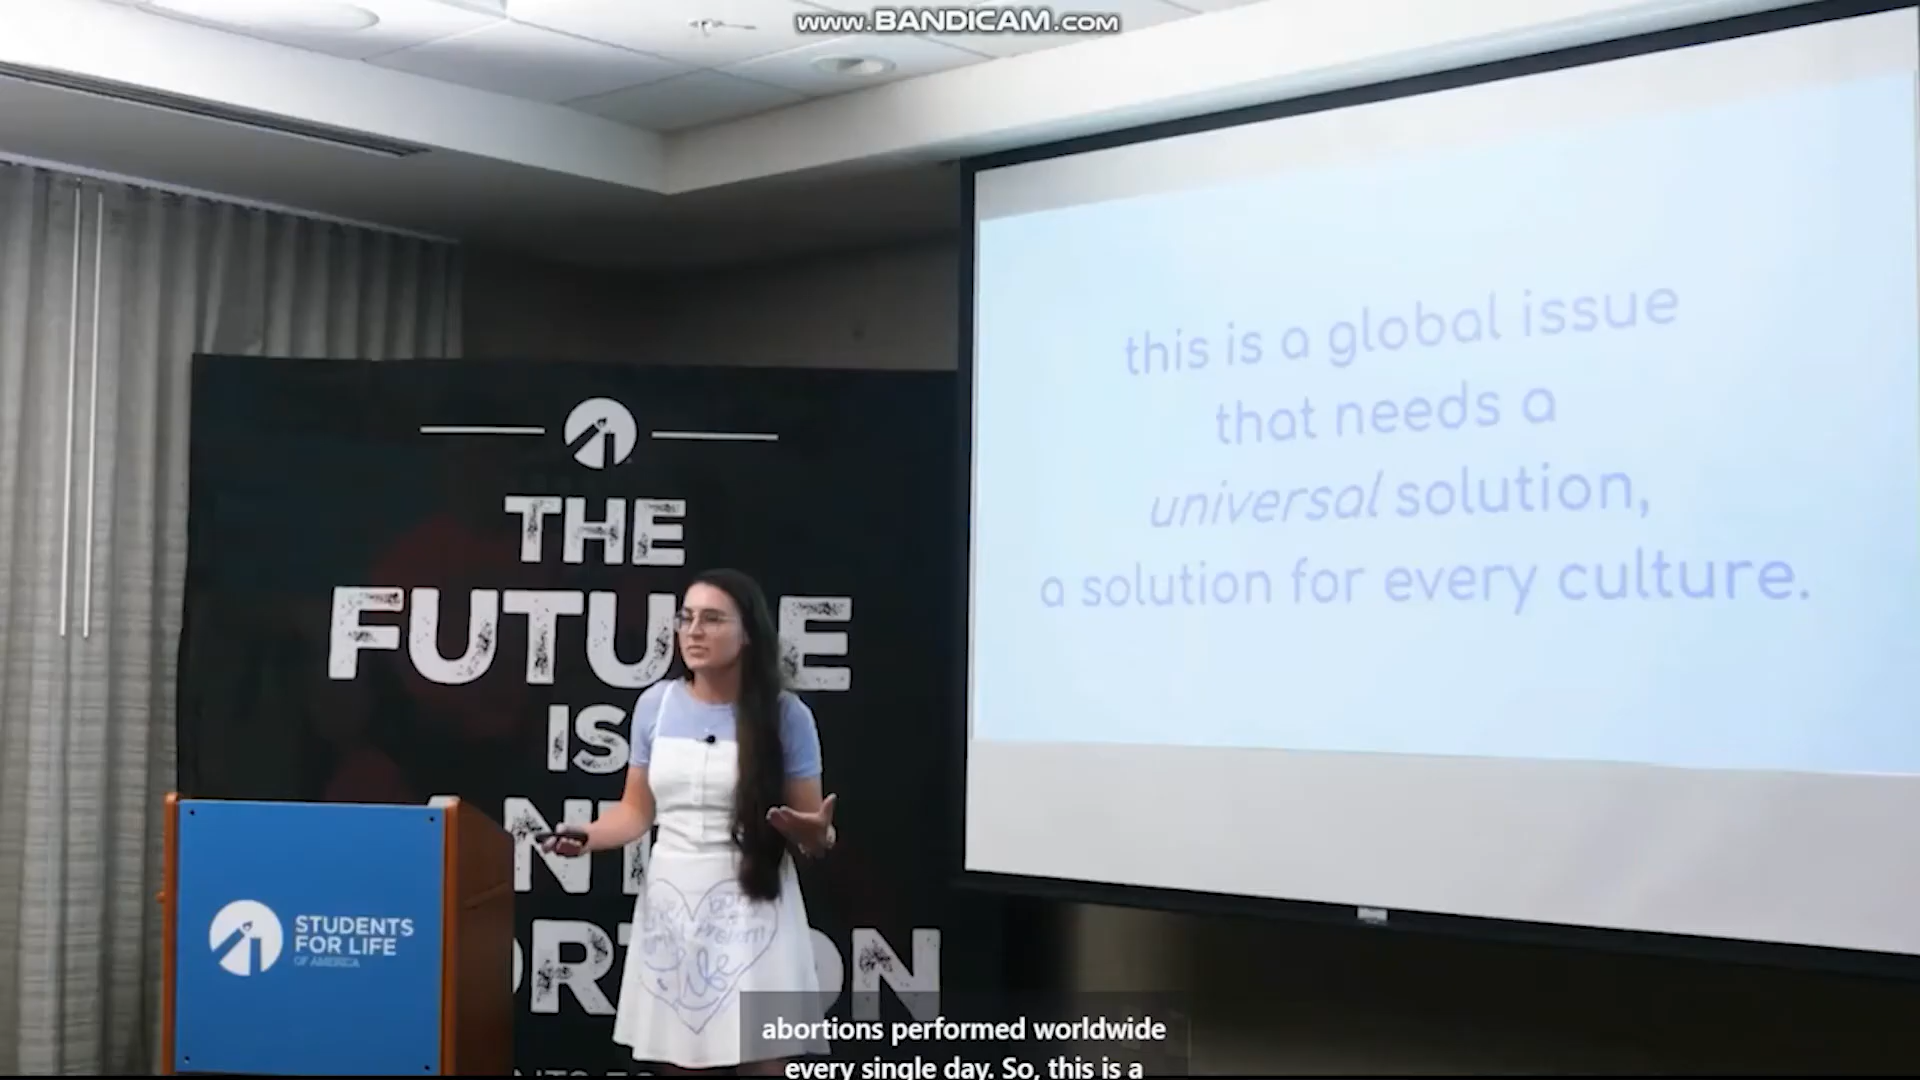 www.BANDICAM.com
this is a global issue
that needs a
universal solution,
a solution for every culture.
THE
FUTU E
IS
STUDENTS
FOR LIFE
OF AMERICA
abortions performed worldwide
every single day. So, this is a